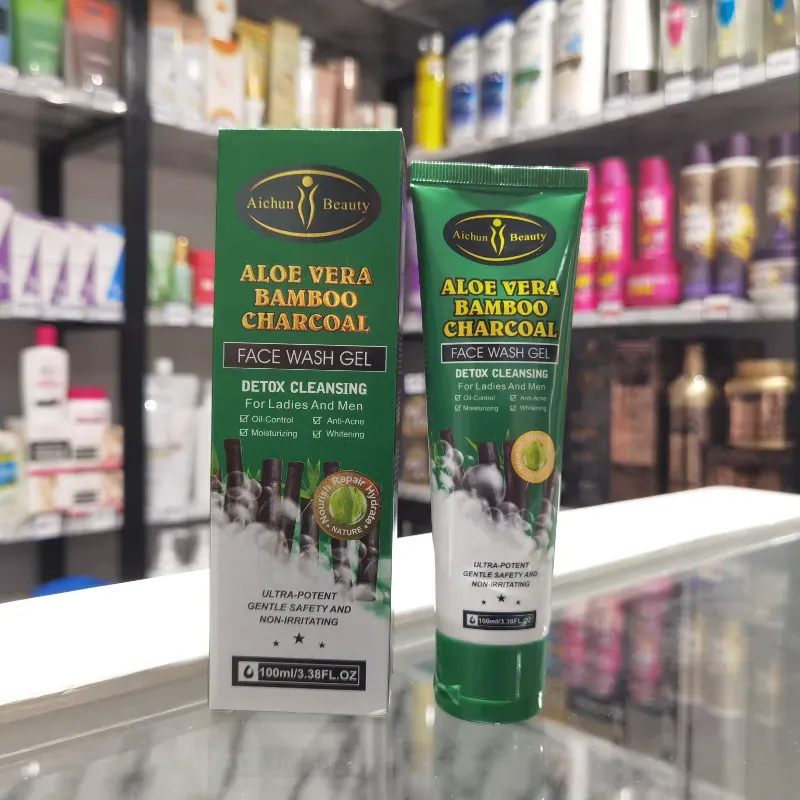 Aichun Beauty
ALOE VERA
BAMBOO
CHARCOAL
FACE WASH GEL
DETOX CLEANSING
For Ladies And Men
☑ Oil-Control ☑ Anti-Acne
☑ Moisturizing ☑ Whitening
Nourish Repair Hydrate
NATURE
ULTRA-POTENT
GENTLE SAFETY AND
NON-IRRITATING
100ml/3.38FL.OZ
Aichun Beauty
ALOE VERA
BAMBOO
CHARCOAL
FACE WASH GEL
DETOX CLEANSING
For Ladies And Men
☑ Oil-Control ☑ Anti-Acne
☑ Moisturizing ☑ Whitening
ULTRA-POTENT
GENTLE SAFETY AND
NON-IRRITATING
100ml/3.38FL.OZ